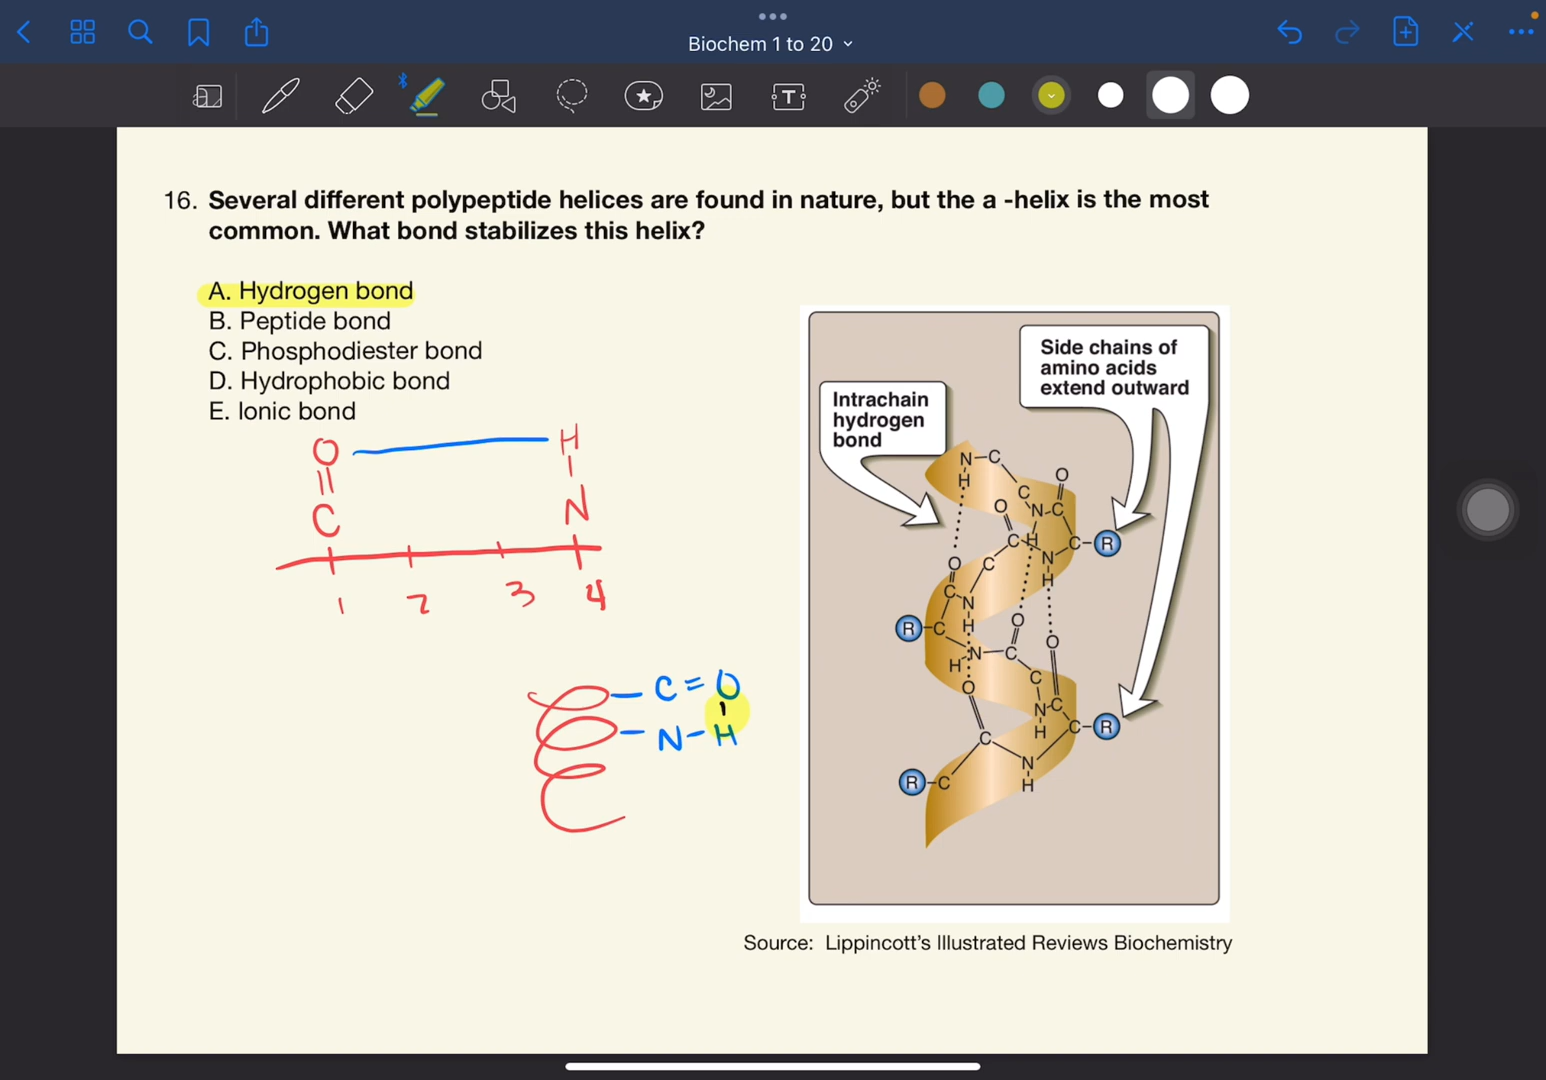 Biochem 1 to 20
16. Several different polypeptide helices are found in nature, but the a -helix is the most
common. What bond stabilizes this helix?
A. Hydrogen bond
B. Peptide bond
C. Phosphodiester bond
D. Hydrophobic bond
E. Ionic bond
O H
C N
1 2 3 4
C = O
N - H
Side chains of
amino acids
extend outward
Intrachain
hydrogen
bond
N-C
H
O
C
O
N-C
C H
C-R
N
H
O
C
C
N
R-C
H
O
H-N-C
O
O
C
N-C
H
C-R
C
N
H
R-C
Source: Lippincott's Illustrated Reviews Biochemistry